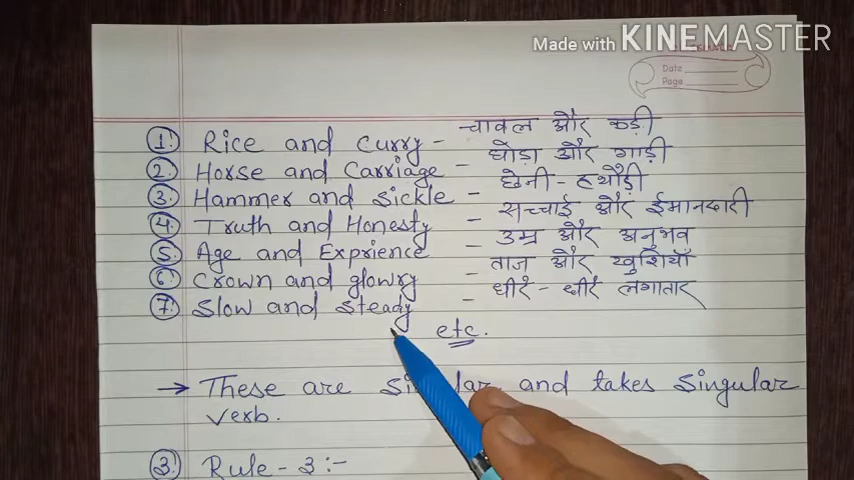 Made with KINEMASTER
Date
Page
1. Rice and Curry - चावल और कड़ी
2. Horse and Carriage - घोड़ा और गाड़ी
3. Hammer and Sickle - छेनी - हथौड़ी
4. Truth and Honesty - सच्चाई और ईमानदारी
5. Age and Exprience - उम्र और अनुभव
6. Crown and glowry - ताज और खुशियाँ
7. Slow and steady - धीरे - धीरे लगातार
etc.
→ These are singular and takes singular
verb.
3. Rule - 3 :-